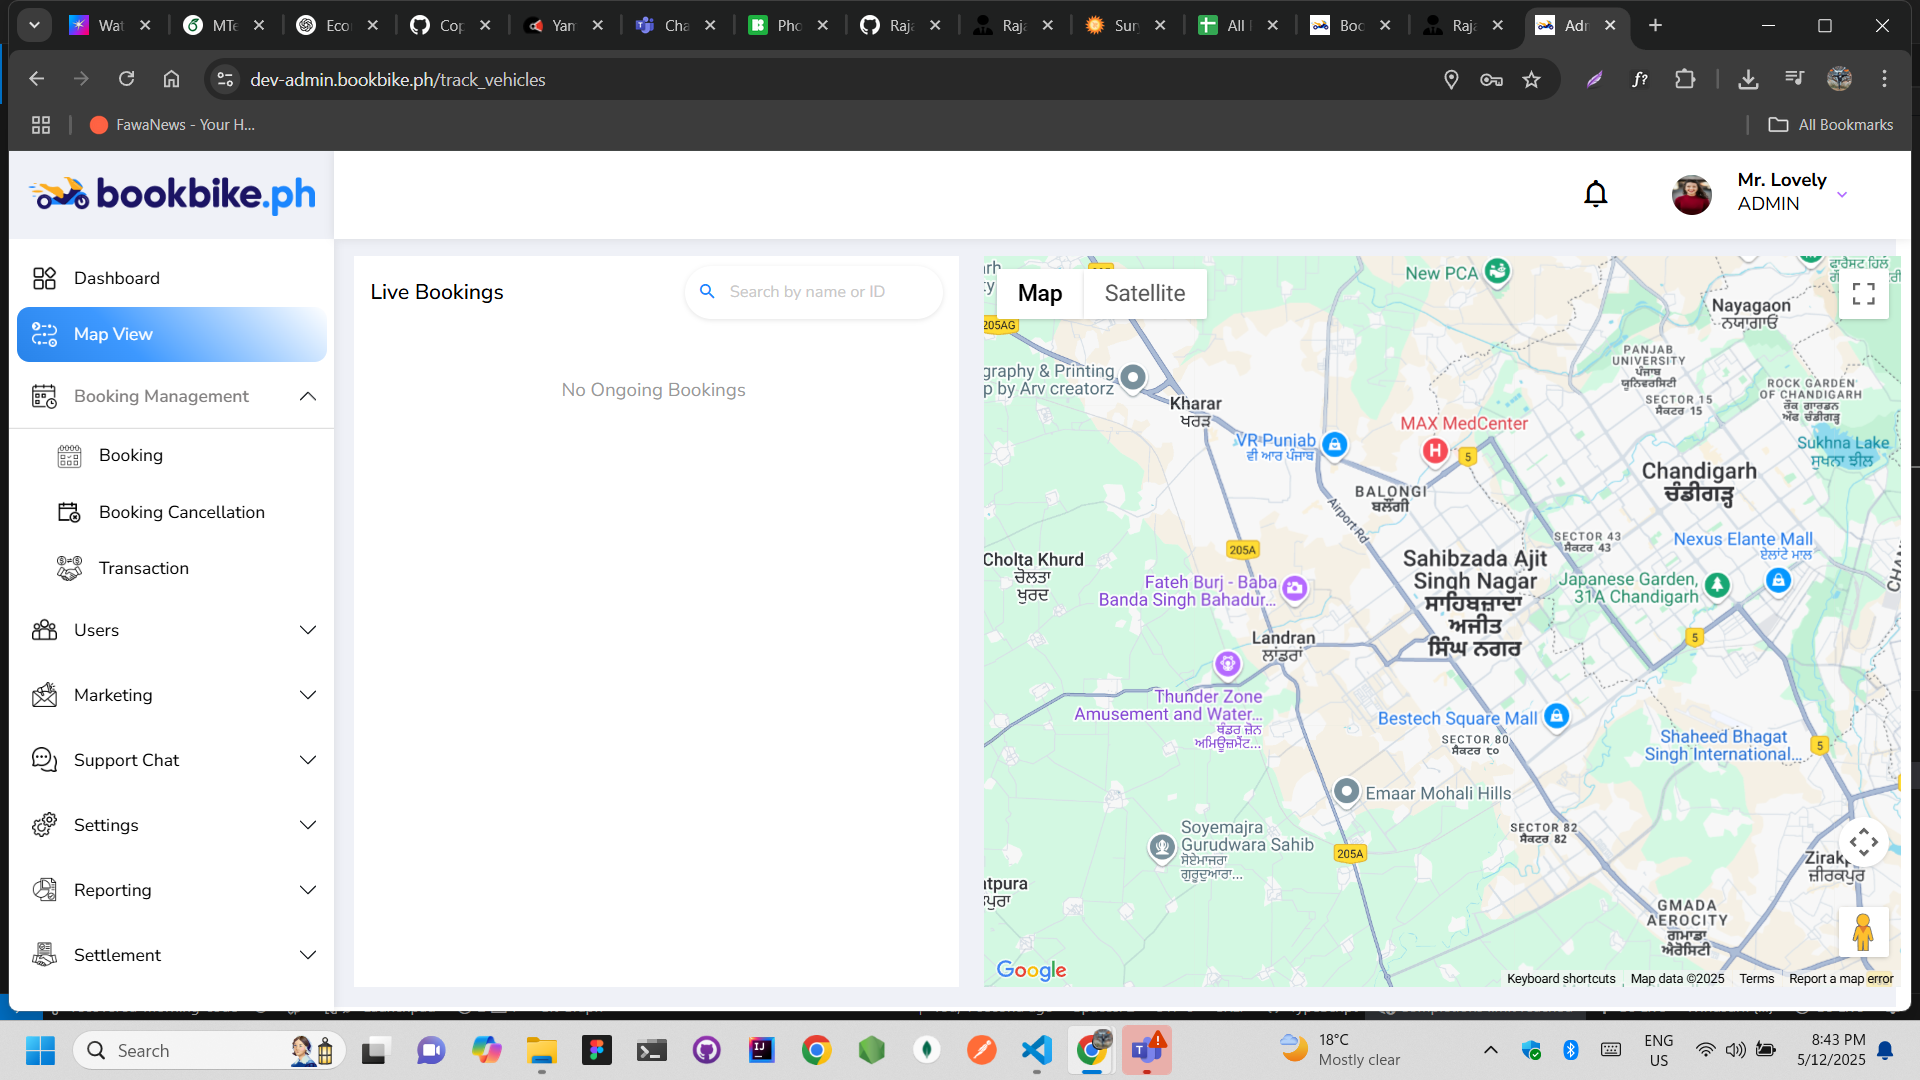 Wat
MTe
Eco
Cop
Yam
Cha
Pho
Raja
Raja
Sur
All
Boo
Raja
Adm
dev-admin.bookbike.ph/track_vehicles
f?
FawaNews - Your H...
All Bookmarks
bookbike.ph
Mr. Lovely
ADMIN
Dashboard
Map View
Booking Management
Booking
Booking Cancellation
Transaction
Users
Marketing
Support Chat
Settings
Reporting
Settlement
Live Bookings
Search by name or ID
No Ongoing Bookings
Map
Satellite
New PCA
Nayagaon
ਨਯਾਗਾਓਂ
205AG
PANJAB
UNIVERSITY
ਪੰਜਾਬ
ਯੂਨਿਵਰਸਿਟੀ
ROCK GARDEN
OF CHANDIGARH
ਰੌਕ ਗਾਰਡਨ
ਆਫ ਚੰਡੀਗੜ੍ਹ
graphy & Printing
p by Arv creatorz
Kharar
ਖਰੜ
SECTOR 15
ਸੈਕਟਰ 15
MAX MedCenter
H
5
VR Punjab
ਵੀ ਆਰ ਪੰਜਾਬ
Sukhna Lake
ਸੁਖਨਾ ਝੀਲ
Chandigarh
ਚੰਡੀਗੜ੍ਹ
BALONGI
ਬਲੌਂਗੀ
Airport Rd
205A
SECTOR 43
ਸੈਕਟਰ 43
Nexus Elante Mall
ਏਲਾਂਟੇ ਮਾਲ
Cholta Khurd
ਚੋਲਤਾ
ਖੁਰਦ
Sahibzada Ajit
Singh Nagar
ਸਾਹਿਬਜ਼ਾਦਾ
ਅਜੀਤ
ਸਿੰਘ ਨਗਰ
Fateh Burj - Baba
Banda Singh Bahadur...
Japanese Garden,
31A Chandigarh
5
Landran
ਲਾਂਡਰਾਂ
Thunder Zone
Amusement and Water...
ਥੰਡਰ ਜ਼ੋਨ
ਅਮਿਊਜ਼ਮੈਂਟ...
Bestech Square Mall
SECTOR 80
ਸੈਕਟਰ ੮੦
Shaheed Bhagat
Singh International...
5
Emaar Mohali Hills
Soyemajra
Gurudwara Sahib
ਸੋਏਮਾਜਰਾ
ਗੁਰੂਦੁਆਰਾ...
205A
SECTOR 82
ਸੈਕਟਰ 82
ਜ਼ੀਰਕਪੁਰ
GMADA
AEROCITY
ਗਮਾਡਾ
ਐਰੋਸਿਟੀ
Google
Keyboard shortcuts
Map data ©2025
Terms
Report a map error
Search
18°C
Mostly clear
ENG
US
8:43 PM
5/12/2025